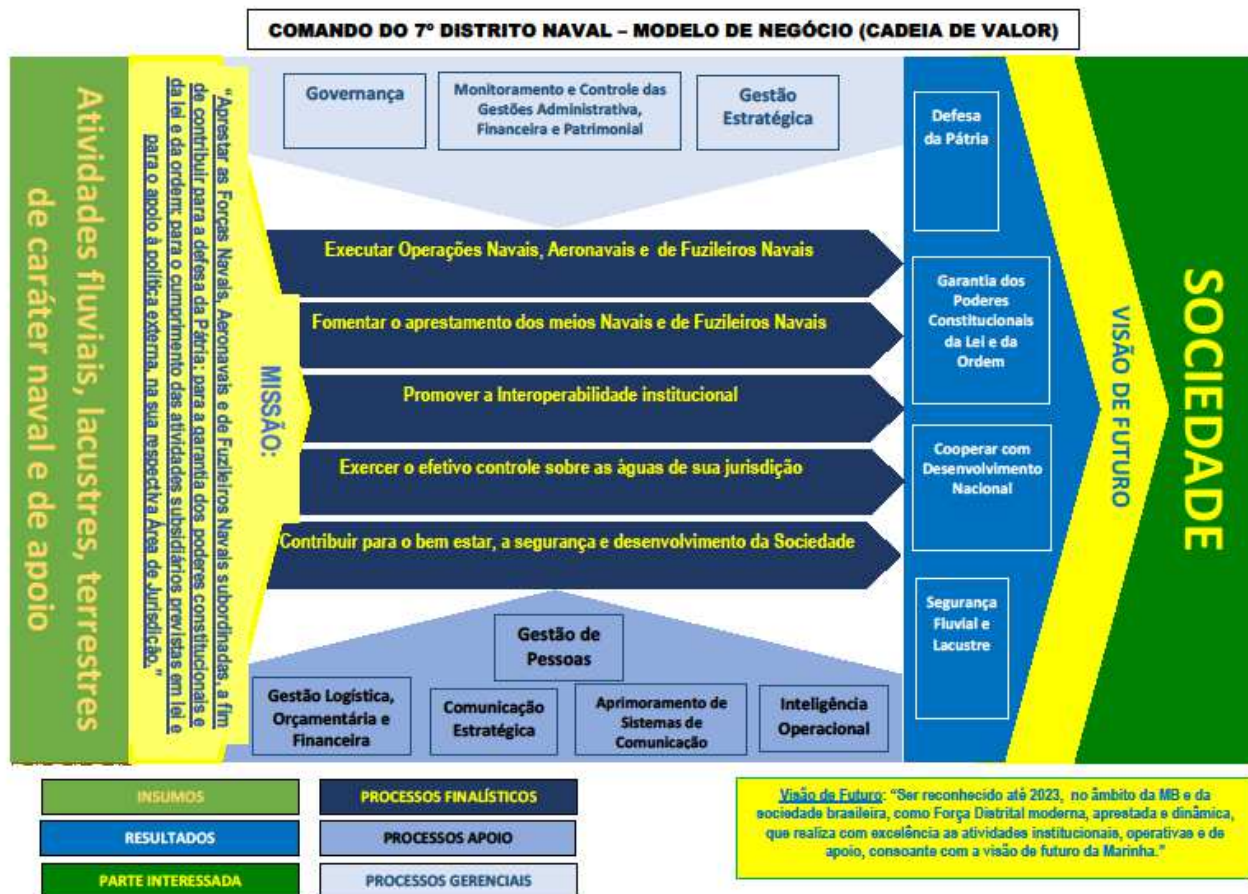 COMANDO DO 7º DISTRITO NAVAL – MODELO DE NEGÓCIO (CADEIA DE VALOR)
Atividades fluviais, lacustres, terrestres
de caráter naval e de apoio
“Aprestar as Forças Navais, Aeronavais e de Fuzileiros Navais subordinadas, a fim
de contribuir para a defesa da Pátria; para a garantia dos poderes constitucionais e
da lei e da ordem; para o cumprimento das atividades subsidiárias previstas em lei e
para o apoio à política externa, na sua respectiva Área de Jurisdição.”
MISSÃO:
Governança
Monitoramento e Controle das
Gestões Administrativa,
Financeira e Patrimonial
Gestão
Estratégica
Executar Operações Navais, Aeronavais e de Fuzileiros Navais
Fomentar o aprestamento dos meios Navais e de Fuzileiros Navais
Promover a Interoperabilidade institucional
Exercer o efetivo controle sobre as águas de sua jurisdição
Contribuir para o bem estar, a segurança e desenvolvimento da Sociedade
Gestão de
Pessoas
Gestão Logística,
Orçamentária e
Financeira
Comunicação
Estratégica
Aprimoramento de
Sistemas de
Comunicação
Inteligência
Operacional
Defesa
da Pátria
Garantia dos
Poderes
Constitucionais
da Lei e da
Ordem
Cooperar com
Desenvolvimento
Nacional
Segurança
Fluvial e
Lacustre
VISÃO DE FUTURO
SOCIEDADE
INSUMOS
PROCESSOS FINALÍSTICOS
RESULTADOS
PROCESSOS APOIO
PARTE INTERESSADA
PROCESSOS GERENCIAIS
Visão de Futuro: “Ser reconhecido até 2023, no âmbito da MB e da
sociedade brasileira, como Força Distrital moderna, aprestada e dinâmica,
que realiza com excelência as atividades institucionais, operativas e de
apoio, consoante com a visão de futuro da Marinha.”